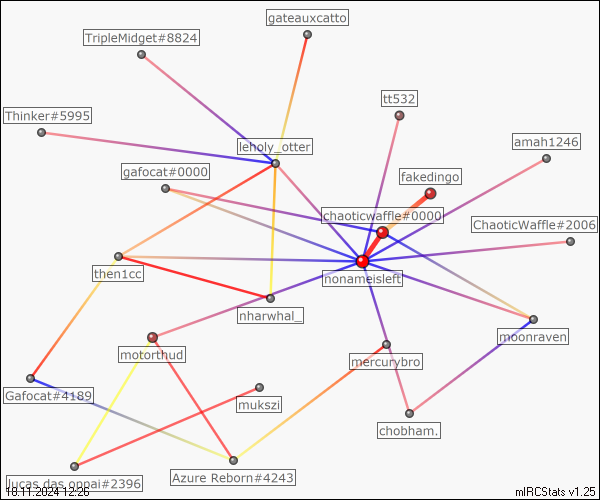 gateauxcatto
TripleMidget#8824
tt532
Thinker#5995
amah1246
leholy_otter
gafocat#0000
fakedingo
chaoticwaffle#0000
ChaoticWaffle#2006
then1cc
nonameisleft
nharwhal_
moonraven
motorthud
mercurybro
Gafocat#4189
mukszi
chobham.
Azure Reborn#4243
lucas das oppai#2396
18.11.2024 12:26
mIRCStats v1.25